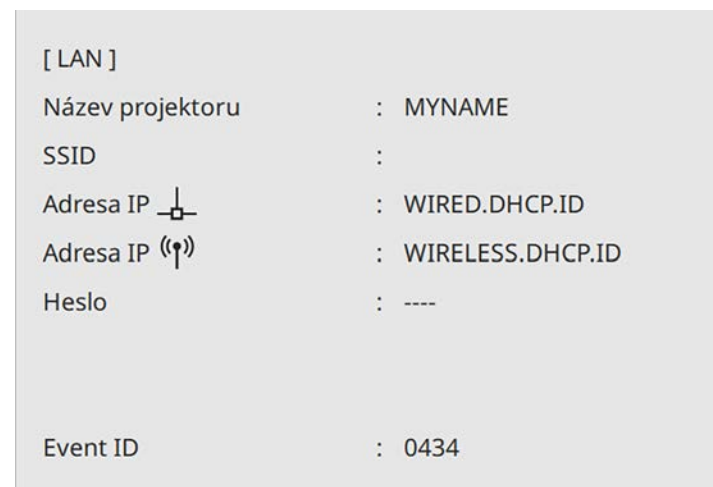 [ LAN ]
Název projektoru : MYNAME
SSID :
Adresa IP : WIRED.DHCP.ID
Adresa IP : WIRELESS.DHCP.ID
Heslo : ----
Event ID : 0434